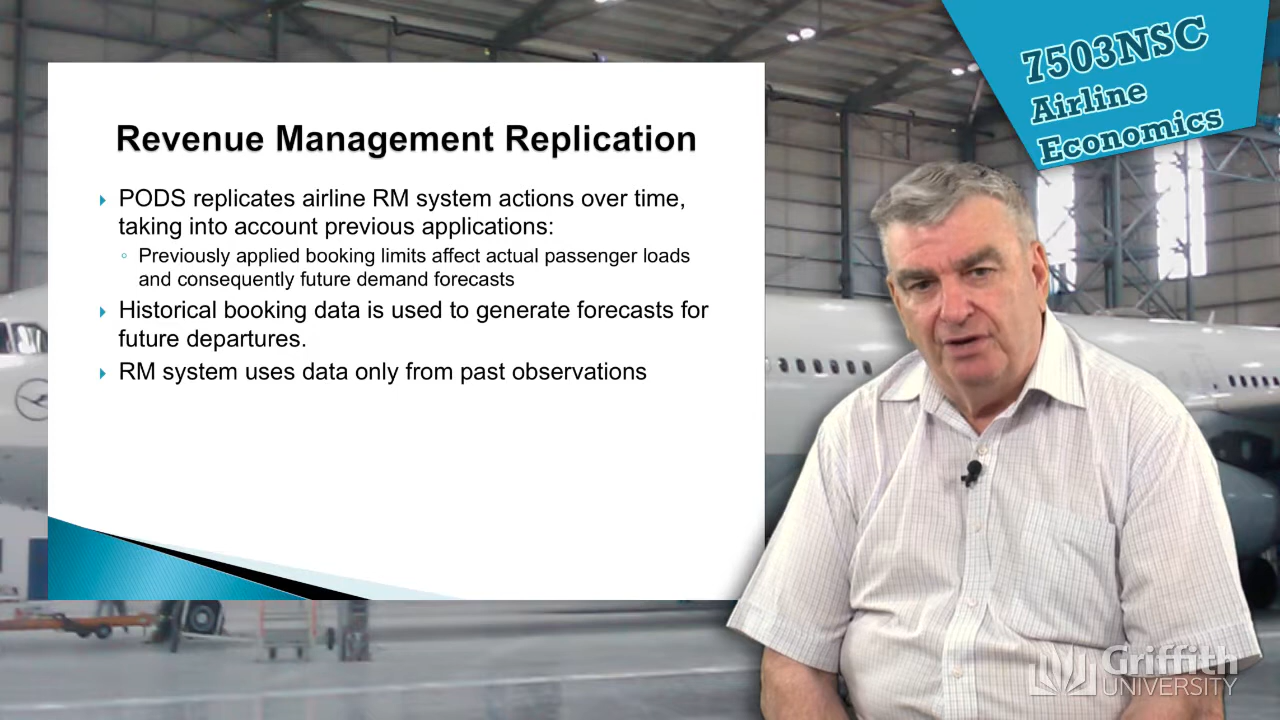 7503NSC
Airline
Economics
Revenue Management Replication
PODS replicates airline RM system actions over time,
taking into account previous applications:
Previously applied booking limits affect actual passenger loads
and consequently future demand forecasts
Historical booking data is used to generate forecasts for
future departures.
RM system uses data only from past observations
Griffith
UNIVERSITY